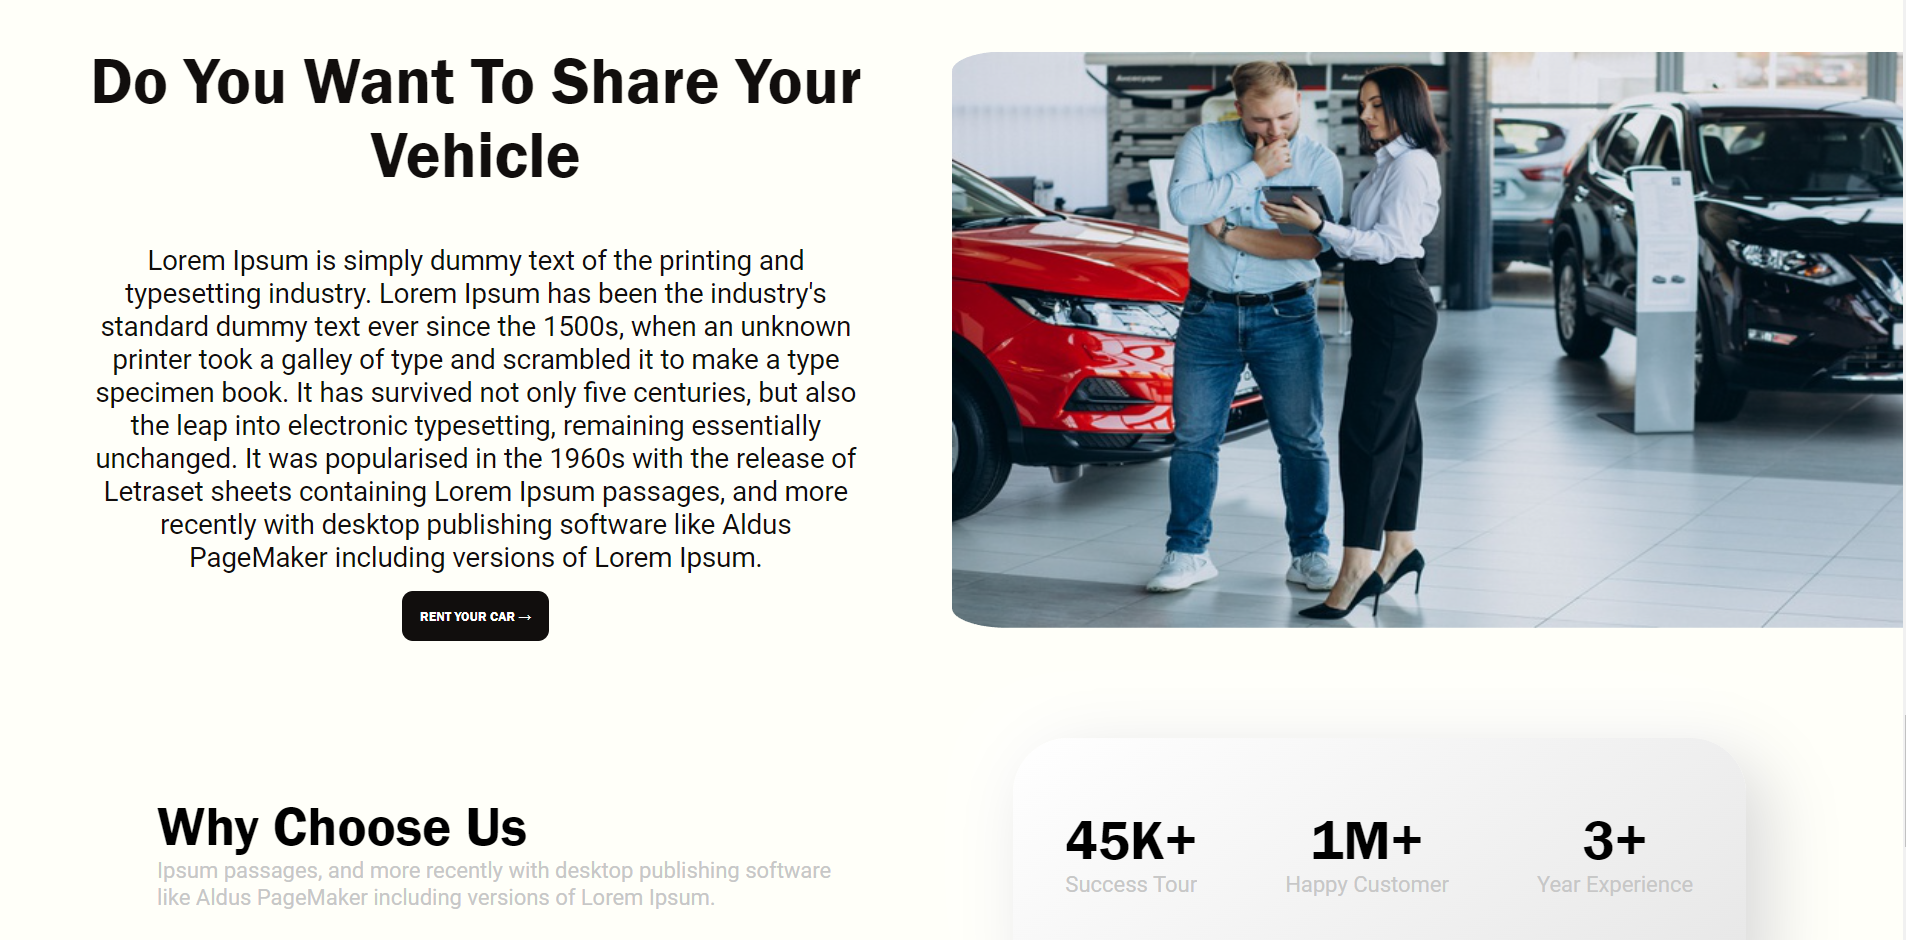 Do You Want To Share Your
Vehicle
Lorem Ipsum is simply dummy text of the printing and
typesetting industry. Lorem Ipsum has been the industry's
standard dummy text ever since the 1500s, when an unknown
printer took a galley of type and scrambled it to make a type
specimen book. It has survived not only five centuries, but also
the leap into electronic typesetting, remaining essentially
unchanged. It was popularised in the 1960s with the release of
Letraset sheets containing Lorem Ipsum passages, and more
recently with desktop publishing software like Aldus
PageMaker including versions of Lorem Ipsum.
RENT YOUR CAR →
Why Choose Us
Ipsum passages, and more recently with desktop publishing software
like Aldus PageMaker including versions of Lorem Ipsum.
45K+
Success Tour
1M+
Happy Customer
3+
Year Experience